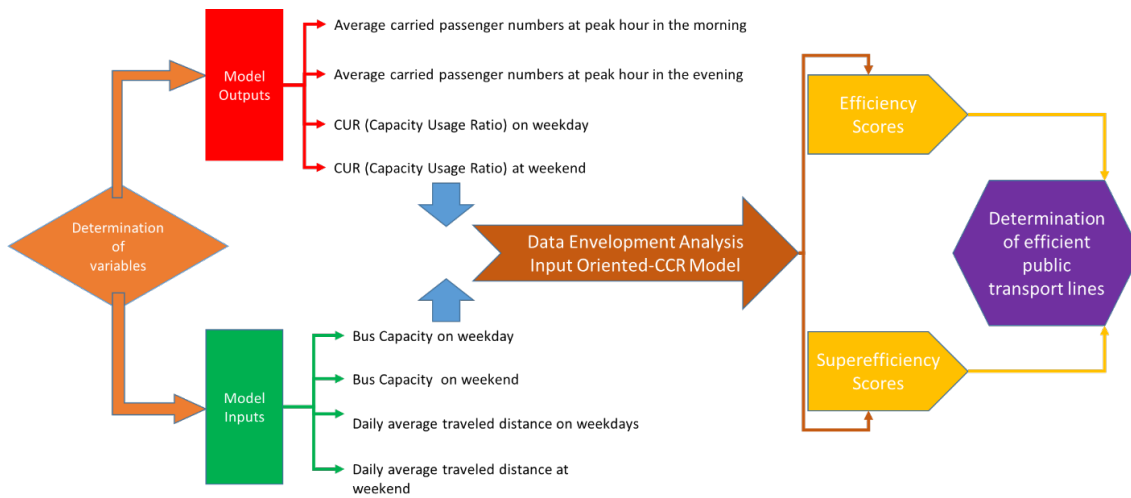 Determination
of
variables
Model
Outputs
Average carried passenger numbers at peak hour in the morning
Average carried passenger numbers at peak hour in the evening
CUR (Capacity Usage Ratio) on weekday
CUR (Capacity Usage Ratio) at weekend
Model
Inputs
Bus Capacity on weekday
Bus Capacity on weekend
Daily average traveled distance on weekdays
Daily average traveled distance at
weekend
Data Envelopment Analysis
Input Oriented-CCR Model
Efficiency
Scores
Superefficiency
Scores
Determination
of efficient
public
transport lines